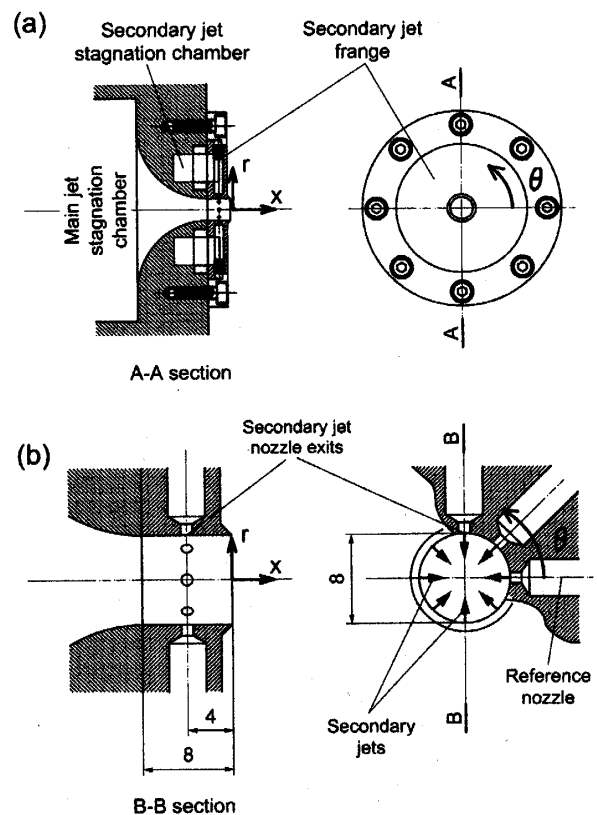 (a)
Secondary jet
stagnation chamber
Secondary jet
frange
A
Main jet
stagnation
chamber
r
x
θ
A
A-A section
(b)
Secondary jet
nozzle exits
B
r
x
θ
8
4
8
Reference
nozzle
Secondary
jets
B
B-B section